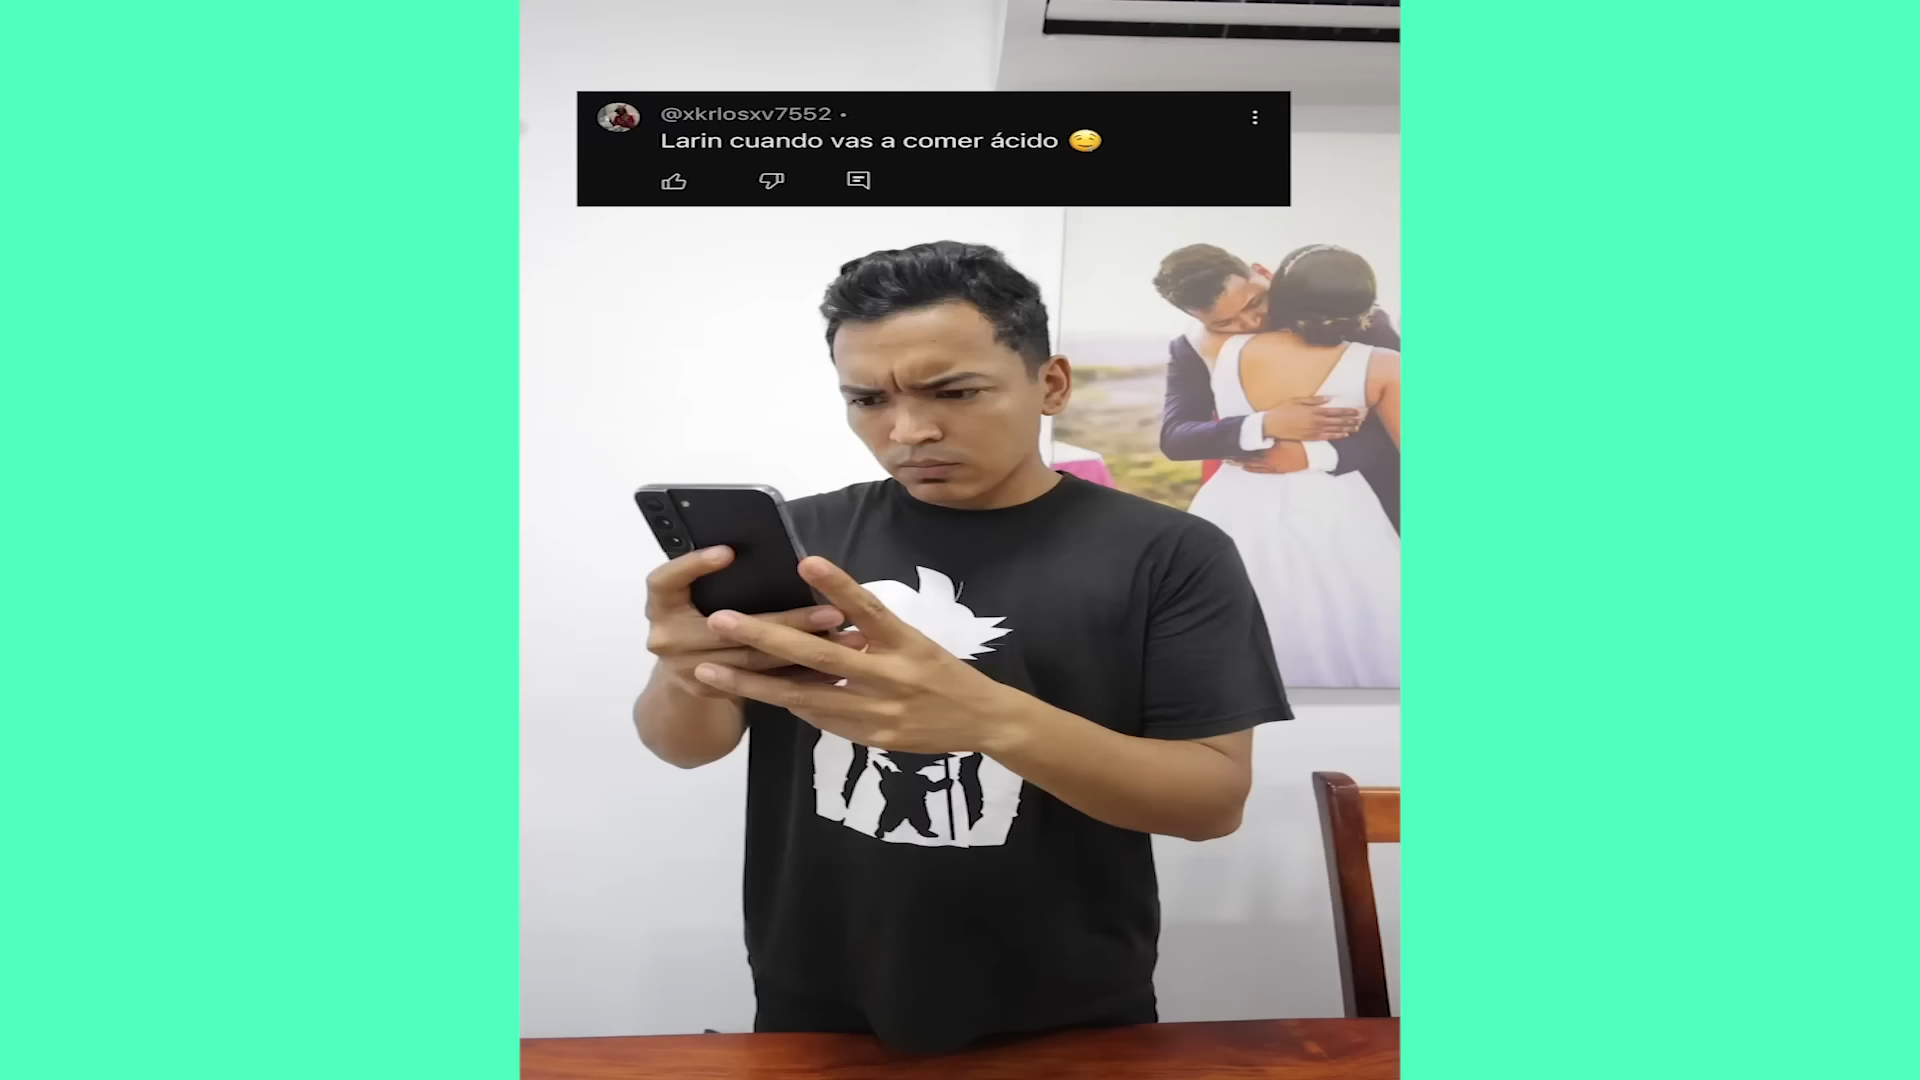 @xkrlosxv7552 •
Larin cuando vas a comer ácido 🤤